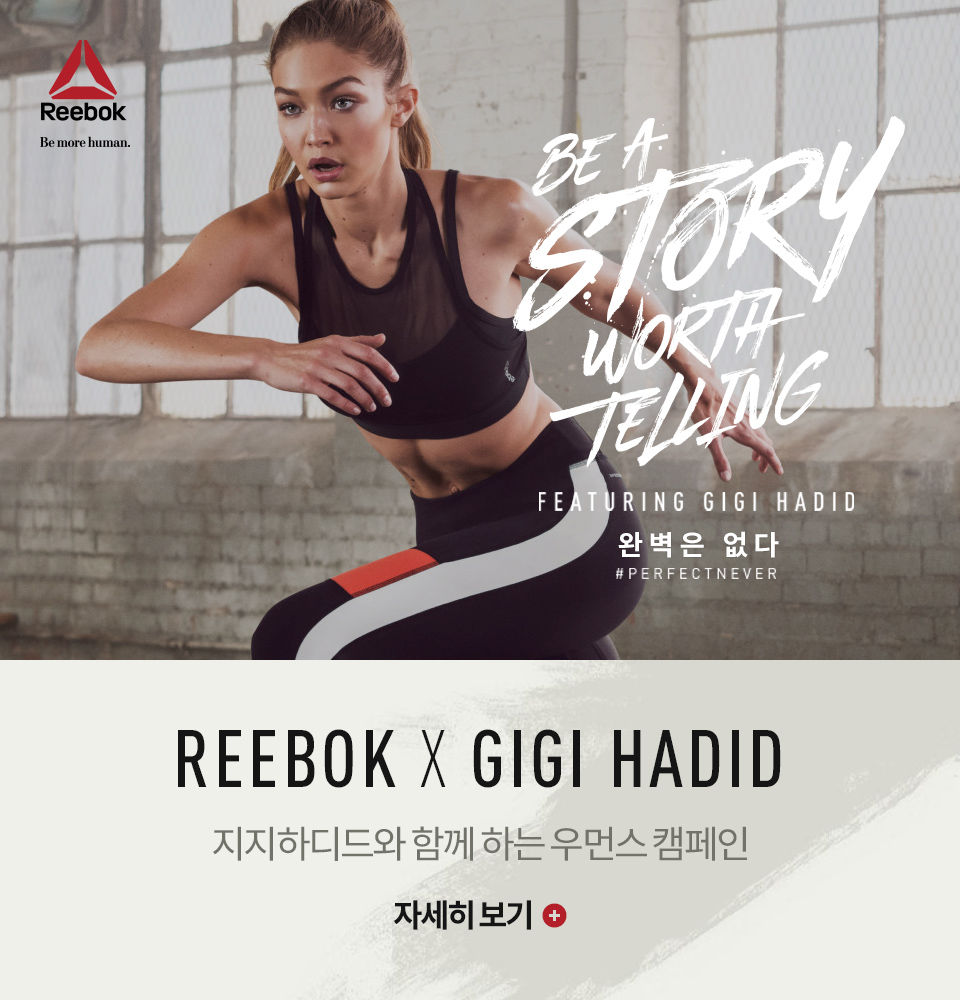 Reebok
Be more human.
BE A
STORY
WORTH
TELLING
FEATURING GIGI HADID
완벽은 없다
#PERFECTNEVER
REEBOK X GIGI HADID
지지하디드와 함께 하는 우먼스 캠페인
자세히 보기